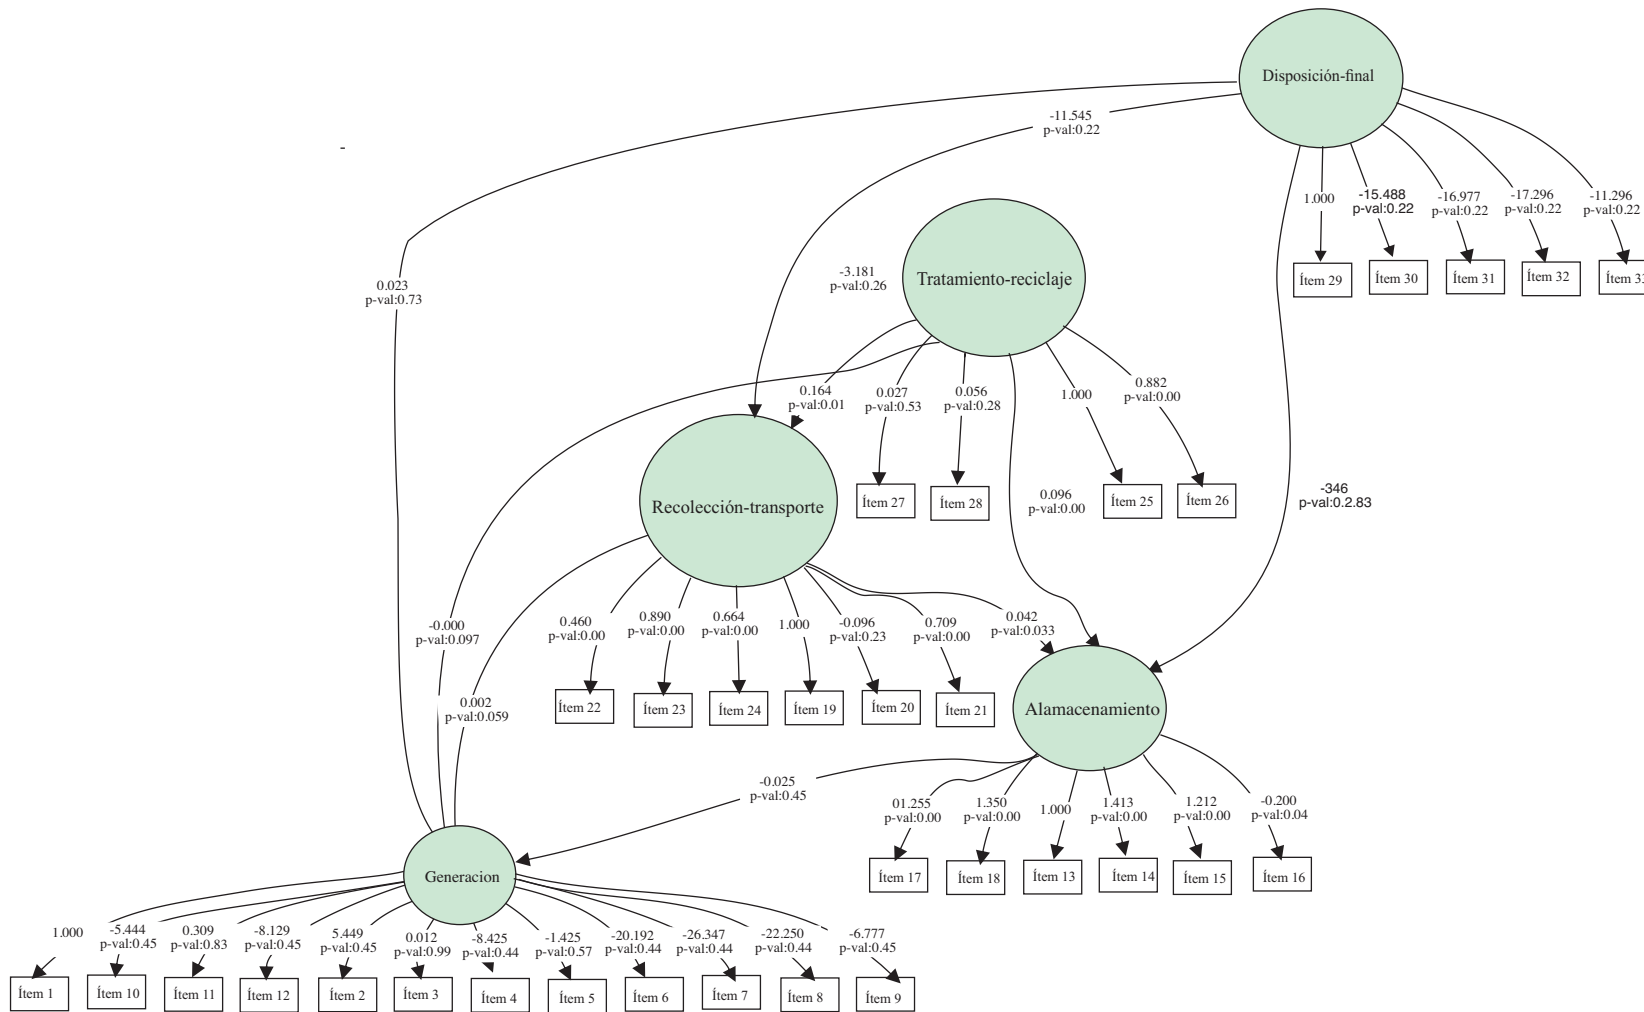 Disposición-final
-11.545
p-val:0.22
-
1.000
-15.488
p-val:0.22
-16.977
p-val:0.22
-17.296
p-val:0.22
-11.296
p-val:0.22
Ítem 29
Ítem 30
Ítem 31
Ítem 32
Ítem 33
0.023
p-val:0.73
-3.181
p-val:0.26
Tratamiento-reciclaje
0.164
p-val:0.01
0.027
p-val:0.53
0.056
p-val:0.28
1.000
0.882
p-val:0.00
Ítem 27
Ítem 28
Ítem 25
Ítem 26
0.096
p-val:0.00
-346
p-val:0.2.83
Recolección-transporte
-0.000
p-val:0.097
0.460
p-val:0.00
0.890
p-val:0.00
0.664
p-val:0.00
1.000
-0.096
p-val:0.23
0.709
p-val:0.00
0.042
p-val:0.033
0.002
p-val:0.059
Ítem 22
Ítem 23
Ítem 24
Ítem 19
Ítem 20
Ítem 21
Alamacenamiento
-0.025
p-val:0.45
01.255
p-val:0.00
1.350
p-val:0.00
1.000
1.413
p-val:0.00
1.212
p-val:0.00
-0.200
p-val:0.04
Ítem 17
Ítem 18
Ítem 13
Ítem 14
Ítem 15
Ítem 16
Generacion
1.000
-5.444
p-val:0.45
0.309
p-val:0.83
-8.129
p-val:0.45
5.449
p-val:0.45
0.012
p-val:0.99
-8.425
p-val:0.44
-1.425
p-val:0.57
-20.192
p-val:0.44
-26.347
p-val:0.44
-22.250
p-val:0.44
-6.777
p-val:0.45
Ítem 1
Ítem 10
Ítem 11
Ítem 12
Ítem 2
Ítem 3
Ítem 4
Ítem 5
Ítem 6
Ítem 7
Ítem 8
Ítem 9